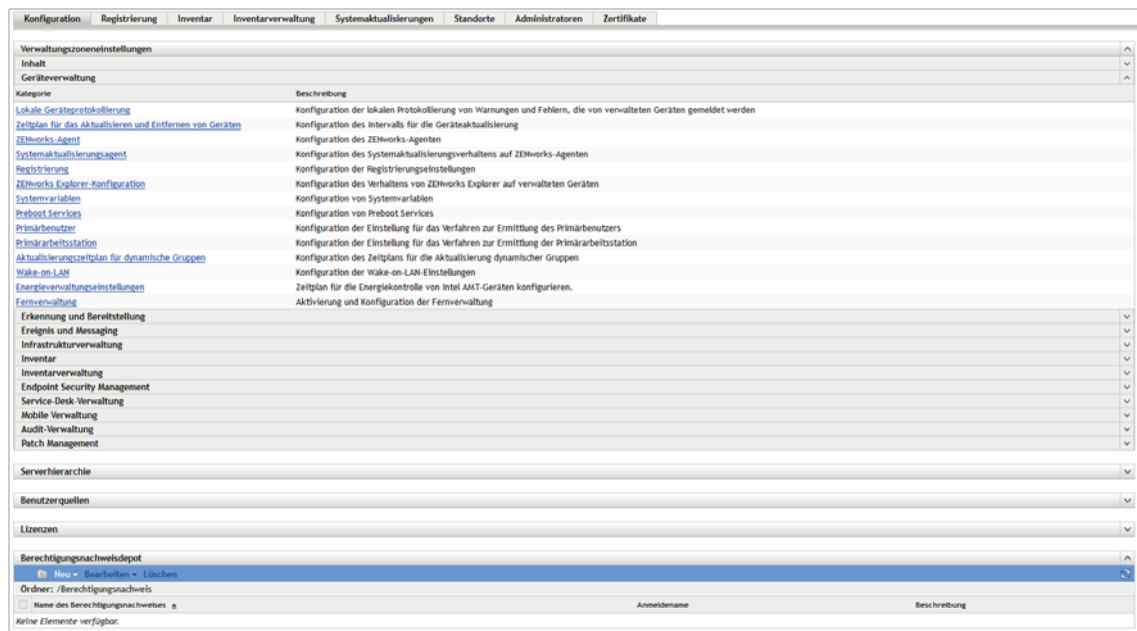 Konfiguration Registrierung Inventar Inventarverwaltung Systemaktualisierungen Standorte Administratoren Zertifikate
Verwaltungszoneneinstellungen
Inhalt
Geräteverwaltung
Kategorie Beschreibung
Lokale Geräteprotokollierung Konfiguration der lokalen Protokollierung von Warnungen und Fehlern, die von verwalteten Geräten gemeldet werden
Zeitplan für das Aktualisieren und Entfernen von Geräten Konfiguration des Intervalls für die Geräteaktualisierung
ZENworks-Agent Konfiguration des ZENworks-Agenten
Systemaktualisierungsagent Konfiguration des Systemaktualisierungsverhaltens auf ZENworks-Agenten
Registrierung Konfiguration der Registrierungseinstellungen
ZENworks Explorer-Konfiguration Konfiguration des Verhaltens von ZENworks Explorer auf verwalteten Geräten
Systemvariablen Konfiguration von Systemvariablen
Preboot Services Konfiguration von Preboot Services
Primärbenutzer Konfiguration der Einstellung für das Verfahren zur Ermittlung des Primärbenutzers
Primärarbeitsstation Konfiguration der Einstellung für das Verfahren zur Ermittlung der Primärarbeitsstation
Aktualisierungszeitplan für dynamische Gruppen Konfiguration des Zeitplans für die Aktualisierung dynamischer Gruppen
Wake-on-LAN Konfiguration der Wake-on-LAN-Einstellungen
Energieverwaltungseinstellungen Zeitplan für die Energiekontrolle von Intel AMT-Geräten konfigurieren.
Fernverwaltung Aktivierung und Konfiguration der Fernverwaltung
Erkennung und Bereitstellung
Ereignis und Messaging
Infrastrukturverwaltung
Inventar
Inventarverwaltung
Endpoint Security Management
Service-Desk-Verwaltung
Mobile Verwaltung
Audit-Verwaltung
Patch Management
Serverhierarchie
Benutzerquellen
Lizenzen
Berechtigungsnachweisdepot
Neu Bearbeiten Löschen
Ordner: /Berechtigungsnachweis
Name des Berechtigungsnachweises Anmeldename Beschreibung
Keine Elemente verfügbar.